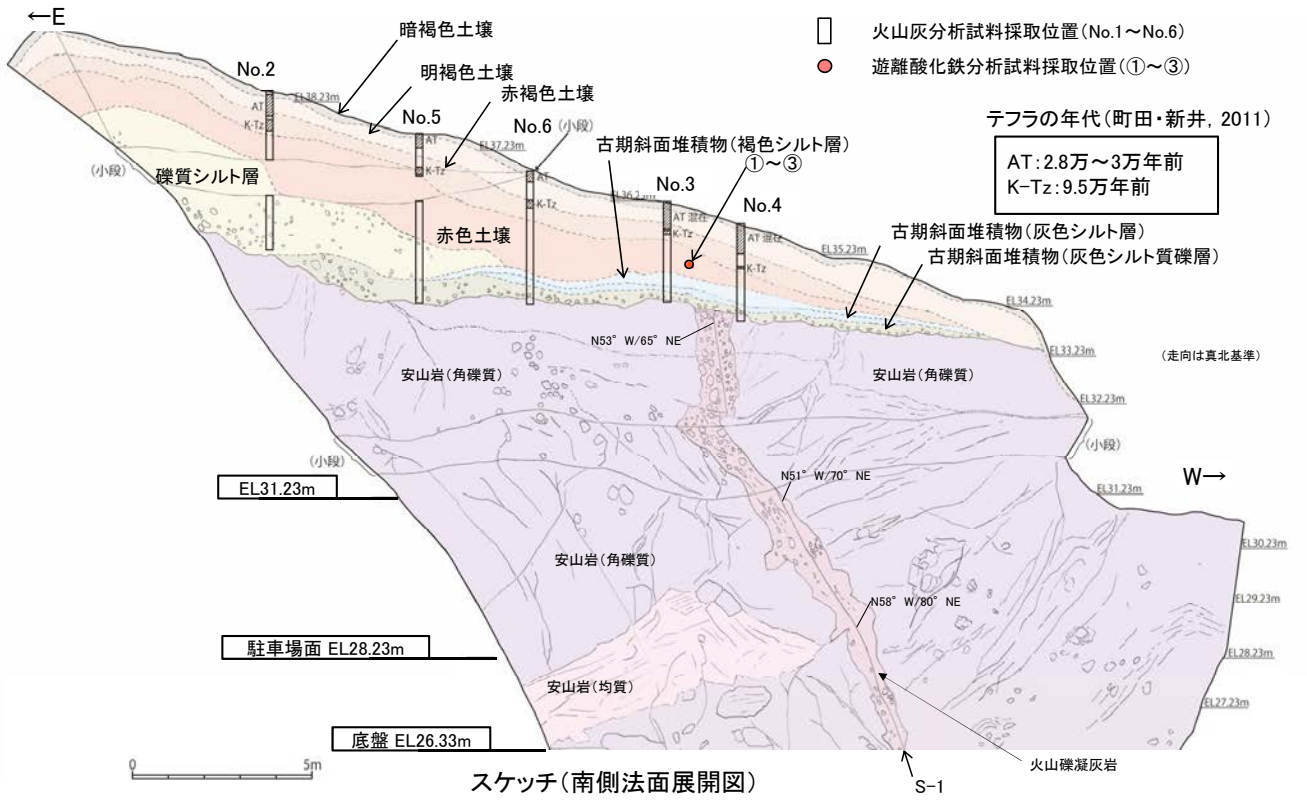 ←E
火山灰分析試料採取位置(No.1～No.6)
遊離酸化鉄分析試料採取位置(①～③)
テフラの年代(町田・新井, 2011)
AT:2.8万～3万年前
K-Tz:9.5万年前
暗褐色土壌
明褐色土壌
赤褐色土壌
No.2
No.5
No.6
(小段)
古期斜面堆積物(褐色シルト層)
①～③
No.3
No.4
EL38.23m
AT
K-Tz
EL37.23m
AT
K-Tz
AT
K-Tz
AT 混在
K-Tz
AT 混在
K-Tz
EL35.23m
古期斜面堆積物(灰色シルト層)
古期斜面堆積物(灰色シルト質礫層)
(小段)
礫質シルト層
赤色土壌
EL34.23m
EL33.23m
(走向は真北基準)
N53° W/65° NE
安山岩(角礫質)
安山岩(角礫質)
EL32.23m
(小段)
(小段)
EL31.23m
N51° W/70° NE
W→
EL31.23m
EL30.23m
安山岩(角礫質)
N58° W/80° NE
EL29.23m
駐車場面 EL28.23m
EL28.23m
安山岩(均質)
EL27.23m
底盤 EL26.33m
火山礫凝灰岩
0 5m
スケッチ(南側法面展開図)
S-1